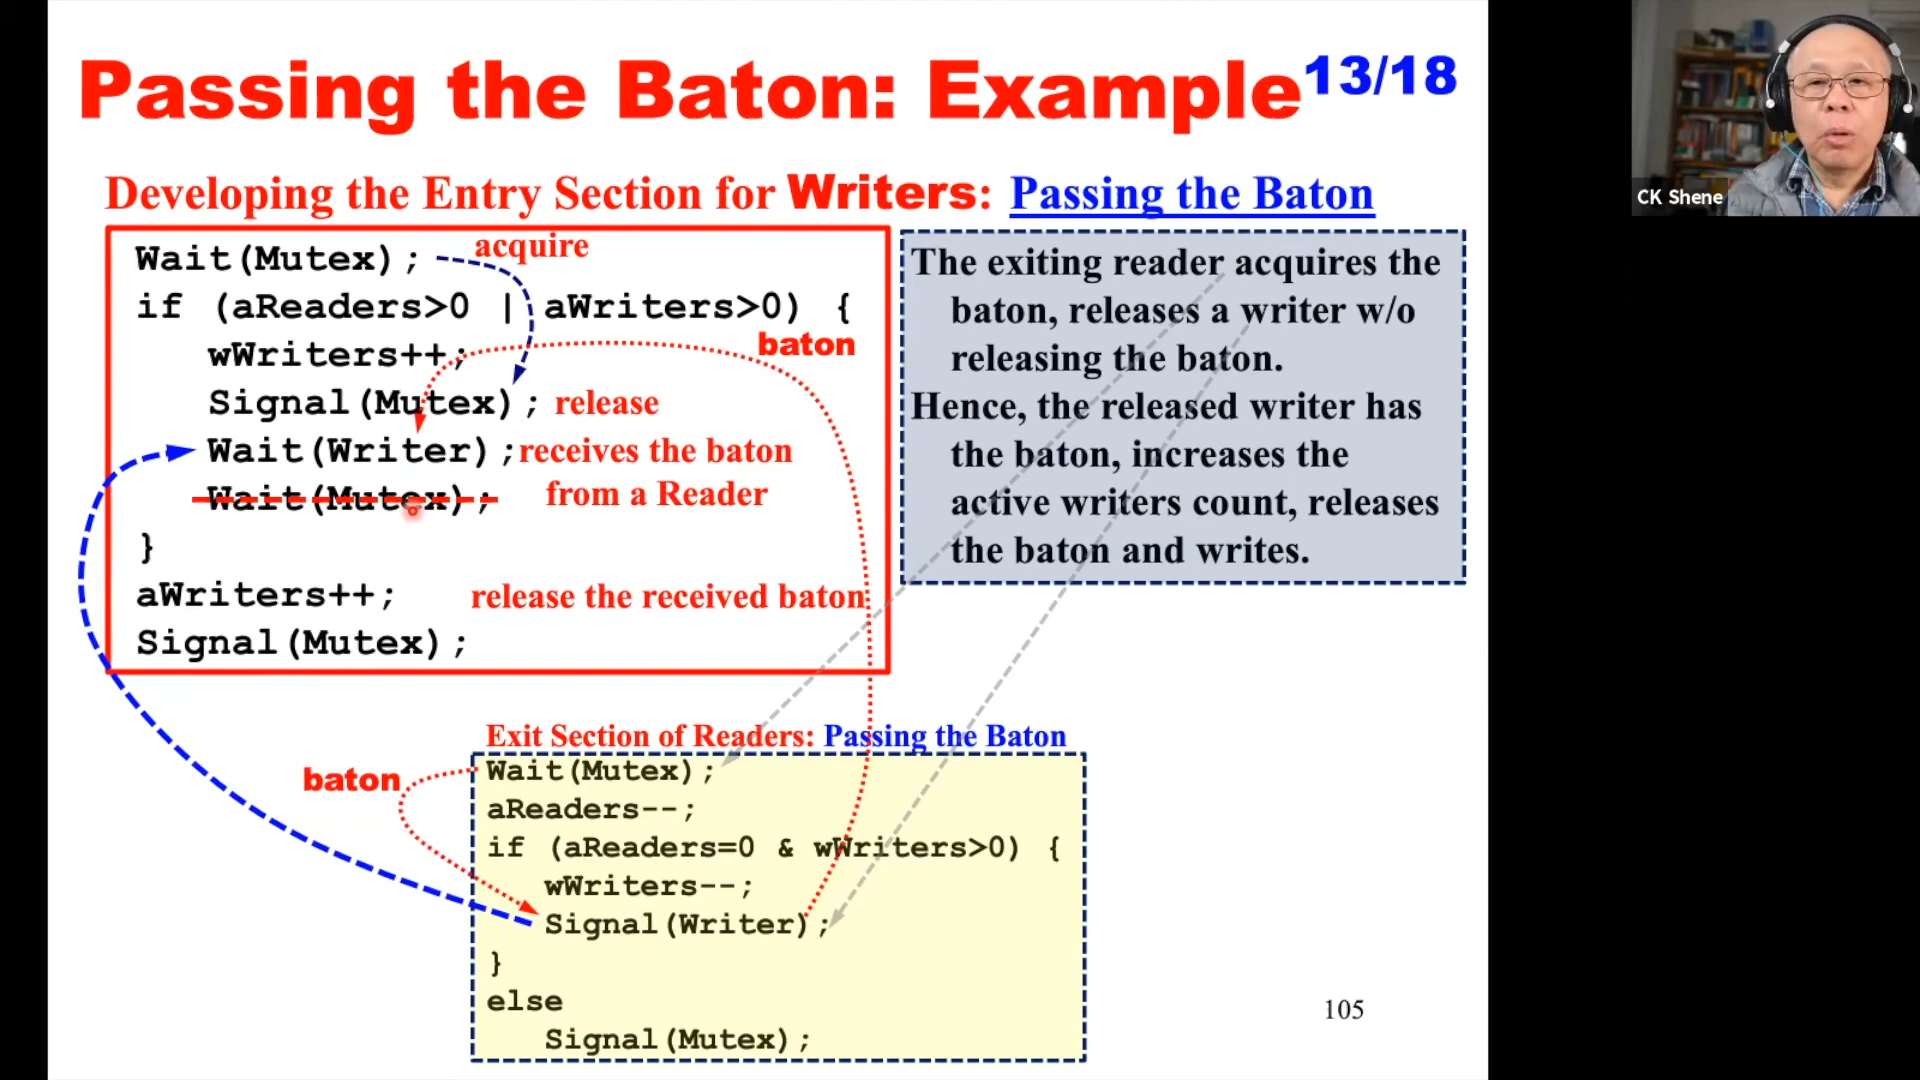 Passing the Baton: Example13/18
CK Shene
Developing the Entry Section for Writers: Passing the Baton
Wait(Mutex); acquire
if (aReaders>0 | aWriters>0) {
wWriters++; baton
Signal(Mutex); release
Wait(Writer); receives the baton
Wait(Mutex); from a Reader
}
aWriters++; release the received baton
Signal(Mutex);
The exiting reader acquires the
baton, releases a writer w/o
releasing the baton.
Hence, the released writer has
the baton, increases the
active writers count, releases
the baton and writes.
Exit Section of Readers: Passing the Baton
baton
Wait(Mutex);
aReaders--;
if (aReaders=0 & wWriters>0) {
wWriters--;
Signal(Writer);
}
else
Signal(Mutex);
105